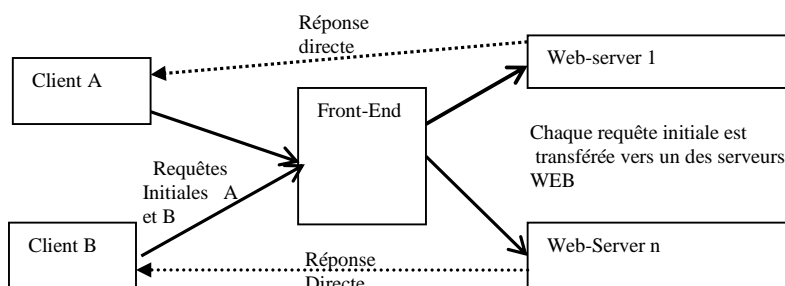 Réponse
directe
Web-server 1
Client A
Front-End
Chaque requête initiale est
transférée vers un des serveurs
WEB
Requêtes
Initiales A
et B
Client B
Web-Server n
Réponse
Directe